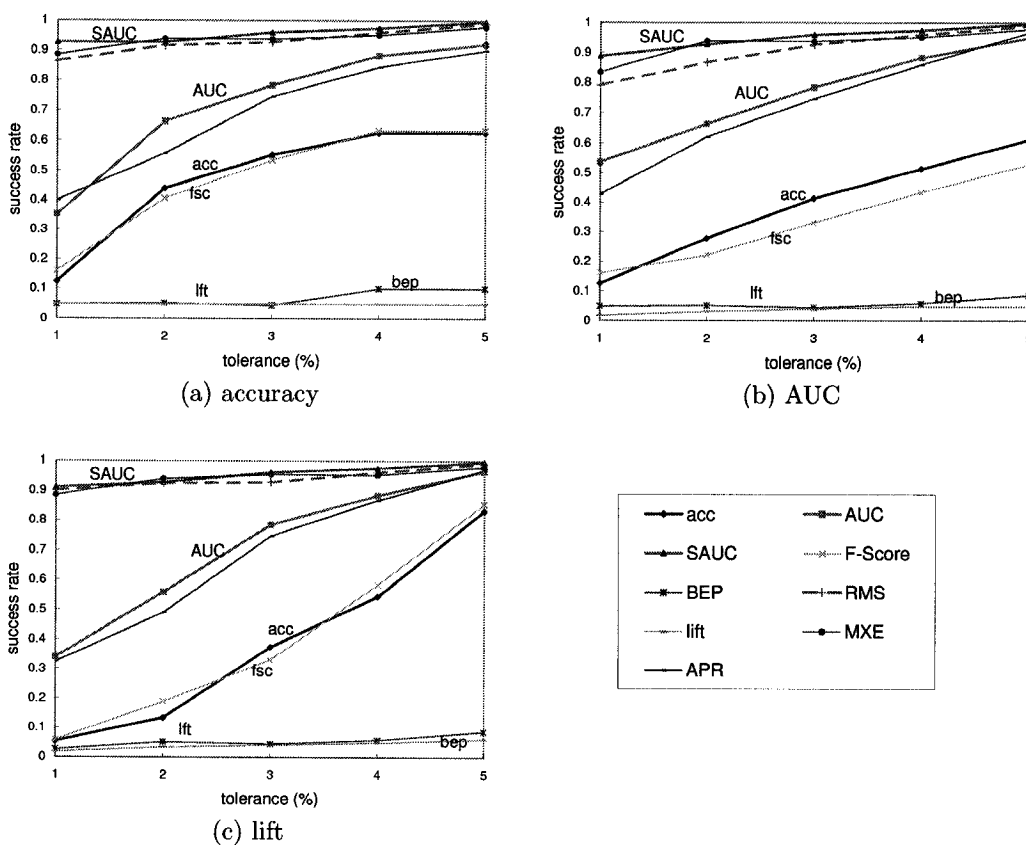 success rate
1
0.9
0.8
0.7
0.6
0.5
0.4
0.3
0.2
0.1
0
SAUC
AUC
acc
fsc
lft
bep
1 2 3 4 5
tolerance (%)
(a) accuracy
success rate
1
0.9
0.8
0.7
0.6
0.5
0.4
0.3
0.2
0.1
0
SAUC
AUC
acc
fsc
lft
bep
1 2 3 4
tolerance (%)
(b) AUC
success rate
1
0.9
0.8
0.7
0.6
0.5
0.4
0.3
0.2
0.1
0
SAUC
AUC
acc
fsc
lft
bep
1 2 3 4 5
tolerance (%)
(c) lift
acc AUC
SAUC F-Score
BEP RMS
lift MXE
APR